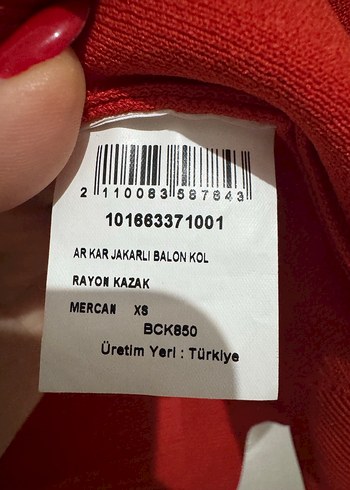 2 110083 587843
101663371001
AR KAR JAKARLI BALON KOL
RAYON KAZAK
MERCAN XS
BCK850
Üretim Yeri : Türkiye